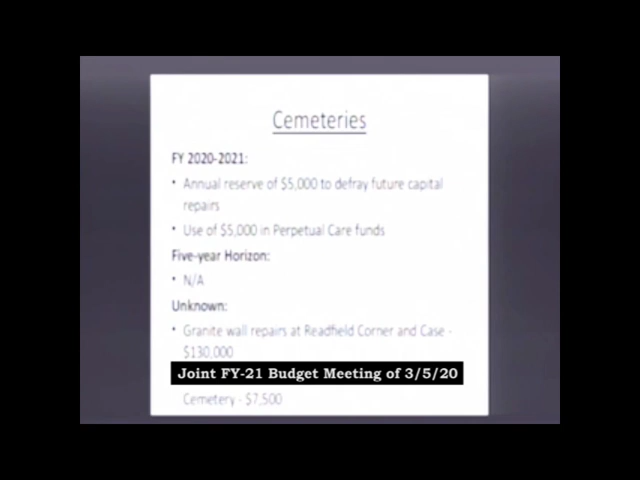 Cemeteries
FY 2020-2021:
• Annual reserve of $5,000 to defray future capital
repairs
• Use of $5,000 in Perpetual Care funds
Five-year Horizon:
• N/A
Unknown:
• Granite wall repairs at Readfield Corner and Case -
$130,000
Joint FY-21 Budget Meeting of 3/5/20
Cemetery - $7,500